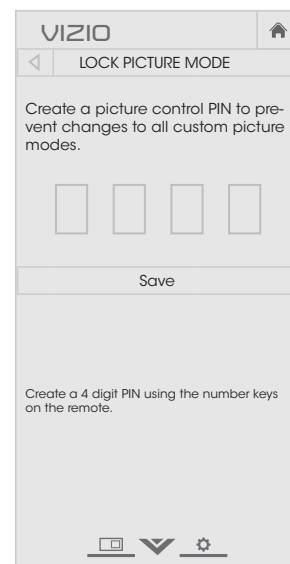 VIZIO
LOCK PICTURE MODE
Create a picture control PIN to pre-
vent changes to all custom picture
modes.
Save
Create a 4 digit PIN using the number keys
on the remote.